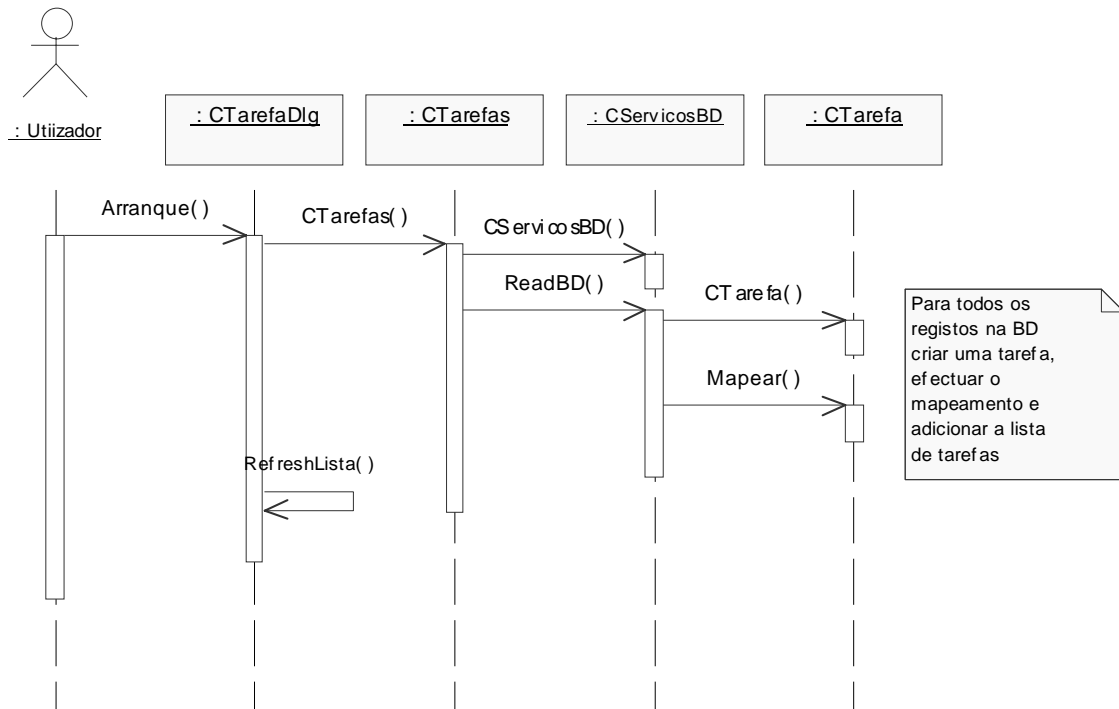 : Utiizador
: CTarefaDlg
: CTarefas
: CServicosBD
: CTarefa
Arranque( )
CTarefas( )
CServicosBD( )
ReadBD( )
CTarefa( )
Mapear( )
RefreshLista( )
Para todos os
registos na BD
criar uma tarefa,
efectuar o
mapeamento e
adicionar a lista
de tarefas